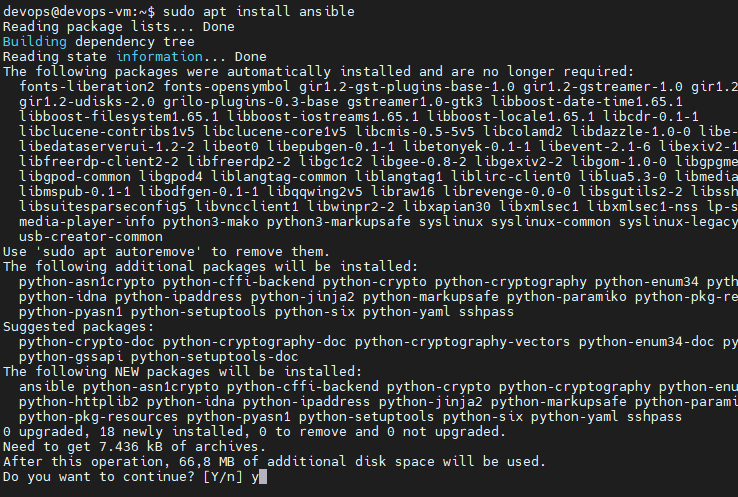 devops@devops-vm:~$ sudo apt install ansible
Reading package lists... Done
Building dependency tree
Reading state information... Done
The following packages were automatically installed and are no longer required:
  fonts-liberation2 fonts-opensymbol gir1.2-gst-plugins-base-1.0 gir1.2-gstreamer-1.0 gir1.2
  gir1.2-udisks-2.0 grilo-plugins-0.3-base gstreamer1.0-gtk3 libboost-date-time1.65.1
  libboost-filesystem1.65.1 libboost-iostreams1.65.1 libboost-locale1.65.1 libcdr-0.1-1
  libclucene-contribs1v5 libclucene-core1v5 libcmis-0.5-5v5 libcolamd2 libdazzle-1.0-0 libe-
  libedataserverui-1.2-2 libeot0 libepubgen-0.1-1 libetonyek-0.1-1 libevent-2.1-6 libexiv2-1
  libfreerdp-client2-2 libfreerdp2-2 libgc1c2 libgee-0.8-2 libgexiv2-2 libgom-1.0-0 libgpgme
  libgpod-common libgpod4 liblangtag-common liblangtag1 liblirc-client0 liblua5.3-0 libmedia
  libmspub-0.1-1 libodfgen-0.1-1 libqqwing2v5 libraw16 librevenge-0.0-0 libsgutils2-2 libssh
  libsuitesparseconfig5 libvncclient1 libwinpr2-2 libxapian30 libxmlsec1 libxmlsec1-nss lp-s
  media-player-info python3-mako python3-markupsafe syslinux syslinux-common syslinux-legacy
  usb-creator-common
Use 'sudo apt autoremove' to remove them.
The following additional packages will be installed:
  python-asn1crypto python-cffi-backend python-crypto python-cryptography python-enum34 pyth
  python-idna python-ipaddress python-jinja2 python-markupsafe python-paramiko python-pkg-re
  python-pyasn1 python-setuptools python-six python-yaml sshpass
Suggested packages:
  python-crypto-doc python-cryptography-doc python-cryptography-vectors python-enum34-doc py
  python-gssapi python-setuptools-doc
The following NEW packages will be installed:
  ansible python-asn1crypto python-cffi-backend python-crypto python-cryptography python-enu
  python-httplib2 python-idna python-ipaddress python-jinja2 python-markupsafe python-parami
  python-pkg-resources python-pyasn1 python-setuptools python-six python-yaml sshpass
0 upgraded, 18 newly installed, 0 to remove and 0 not upgraded.
Need to get 7.436 kB of archives.
After this operation, 66,8 MB of additional disk space will be used.
Do you want to continue? [Y/n] y